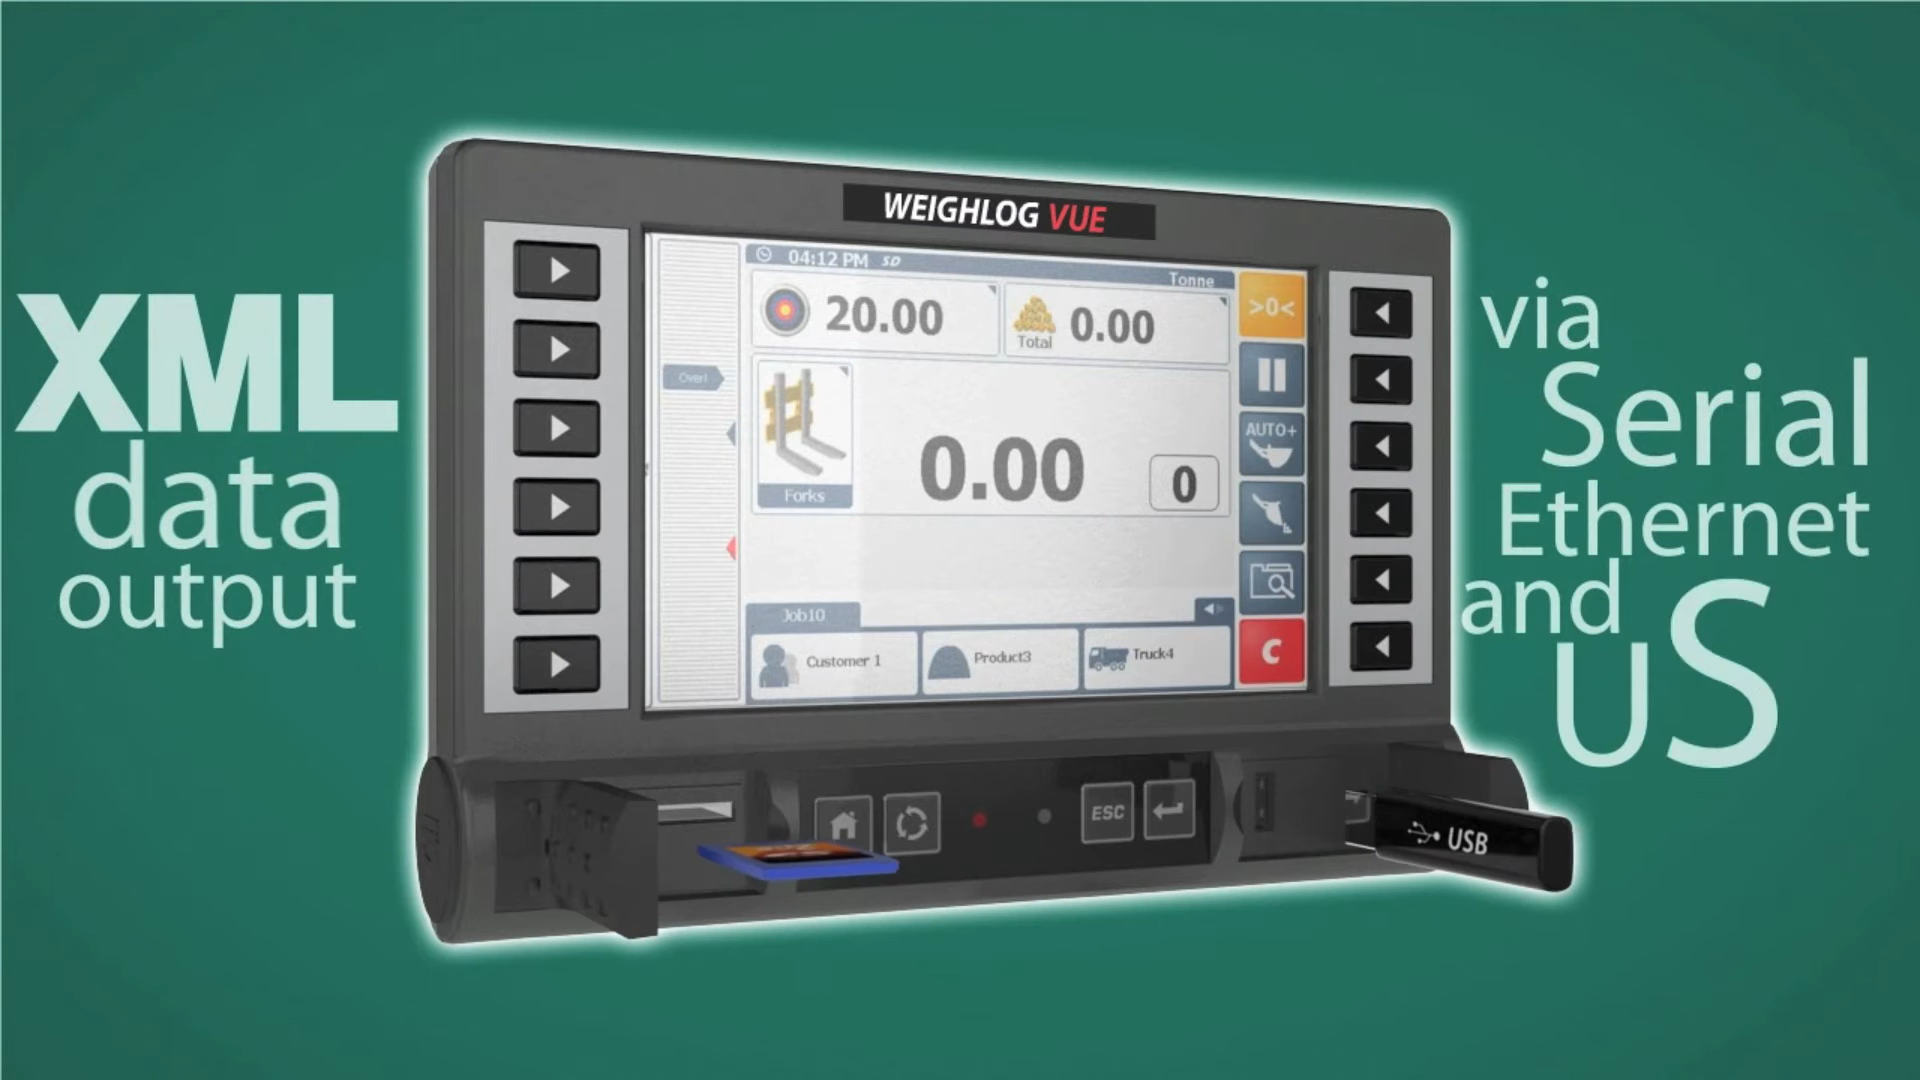 XML
data
output
WEIGHLOG VUE
04:12 PM SD
Tonne
20.00
Total
0.00
>0<
Over!
Forks
0.00
0
AUTO+
Job10
Customer 1
Product3
Truck4
C
ESC
USB
via
Serial
Ethernet
and
US